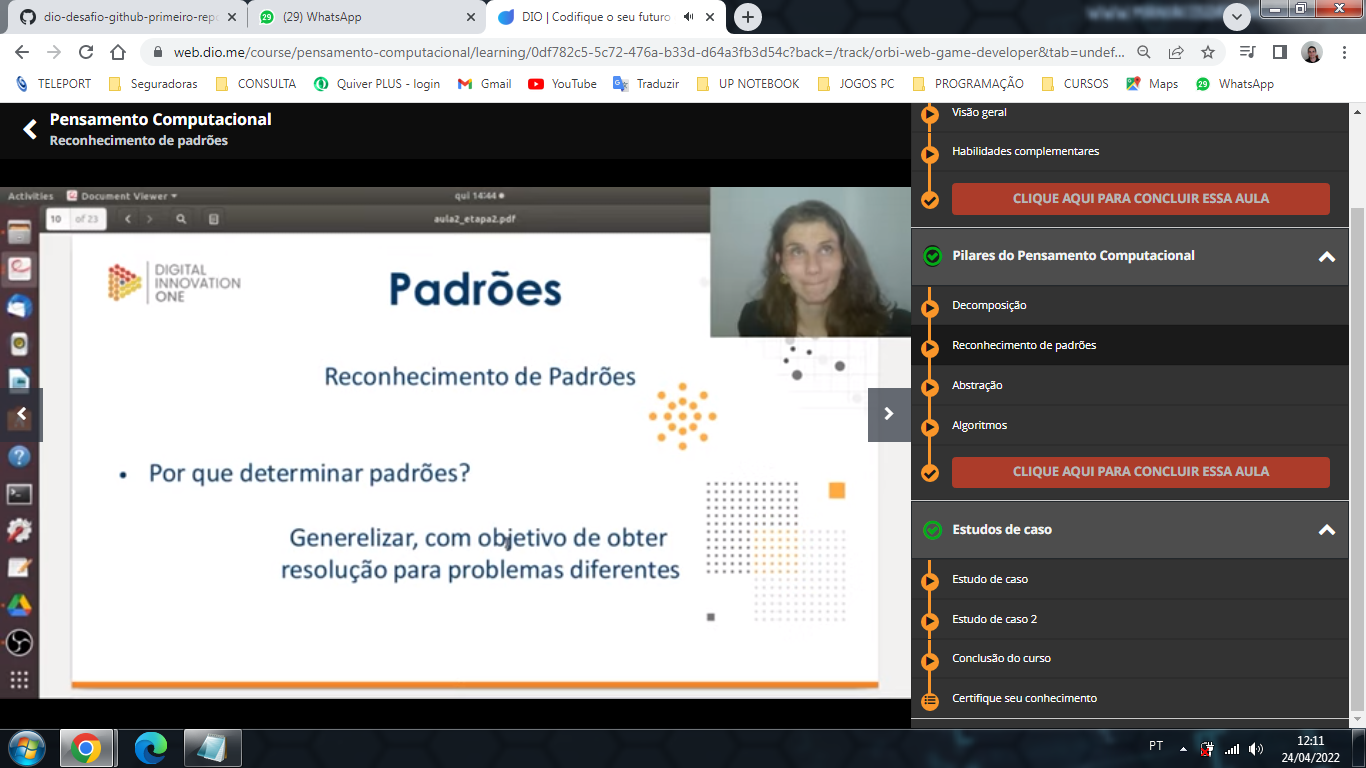 dio-desafio-github-primeiro-repo
(29) WhatsApp
DIO | Codifique o seu futuro
web.dio.me/course/pensamento-computacional/learning/0df782c5-5c72-476a-b33d-d64a3fb3d54c?back=/track/orbi-web-game-developer&tab=undef...
TELEPORT
Seguradoras
CONSULTA
Quiver PLUS - login
Gmail
YouTube
Traduzir
UP NOTEBOOK
JOGOS PC
PROGRAMAÇÃO
CURSOS
Maps
29
WhatsApp
Pensamento Computacional
Reconhecimento de padrões
Activities
Document Viewer
qui 14:44
10 of 23
aula2_etapa2.pdf
DIGITAL
INNOVATION
ONE
Padrões
Reconhecimento de Padrões
• Por que determinar padrões?
Generelizar, com objetivo de obter
resolução para problemas diferentes
Visão geral
Habilidades complementares
CLIQUE AQUI PARA CONCLUIR ESSA AULA
Pilares do Pensamento Computacional
Decomposição
Reconhecimento de padrões
Abstração
Algoritmos
CLIQUE AQUI PARA CONCLUIR ESSA AULA
Estudos de caso
Estudo de caso
Estudo de caso 2
Conclusão do curso
Certifique seu conhecimento
PT
12:11
24/04/2022